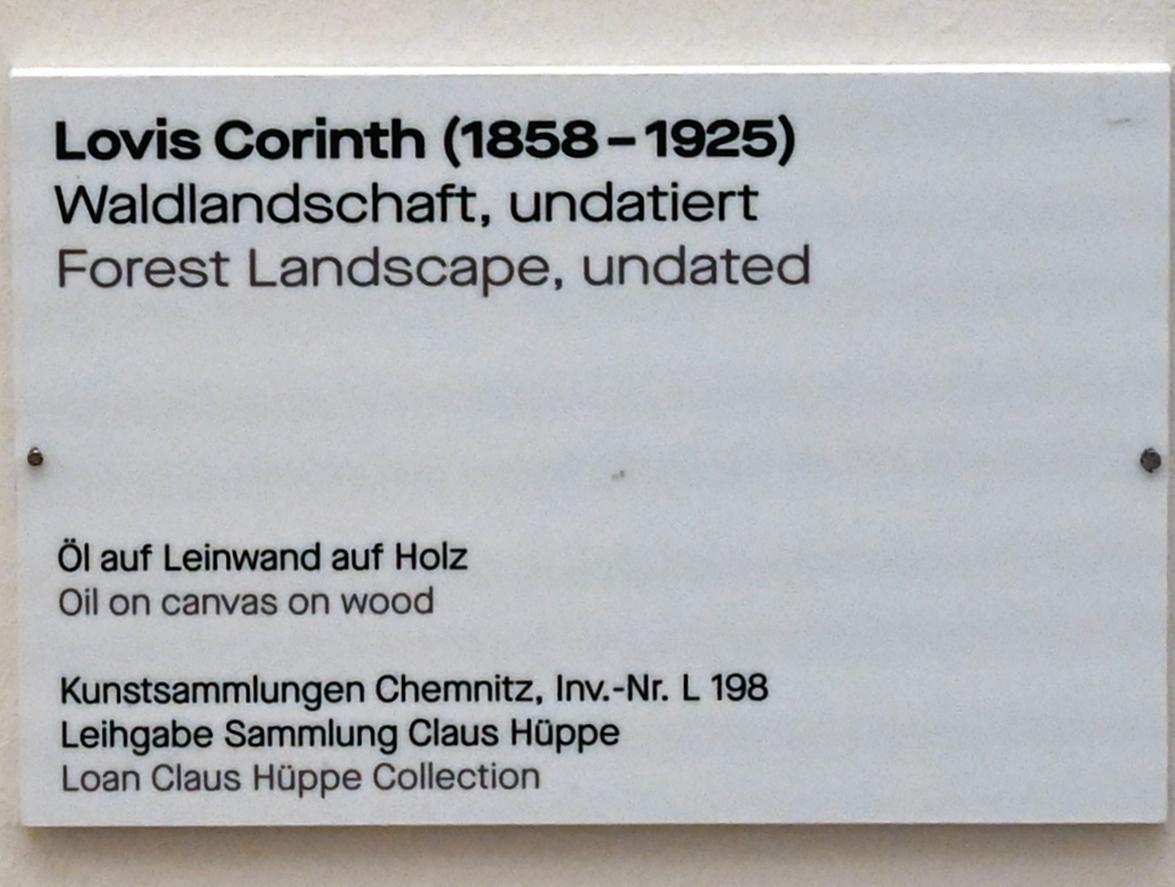 Lovis Corinth (1858 – 1925)
Waldlandschaft, undatiert
Forest Landscape, undated
Öl auf Leinwand auf Holz
Oil on canvas on wood
Kunstsammlungen Chemnitz, Inv.-Nr. L 198
Leihgabe Sammlung Claus Hüppe
Loan Claus Hüppe Collection